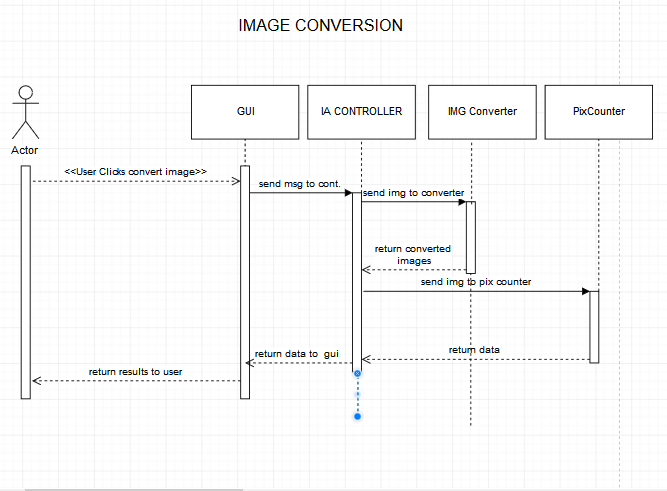 IMAGE CONVERSION
GUI
IA CONTROLLER
IMG Converter
PixCounter
Actor
<<User Clicks convert image>>
send msg to cont.
send img to converter
return converted
images
send img to pix counter
return data
return data to gui
return results to user